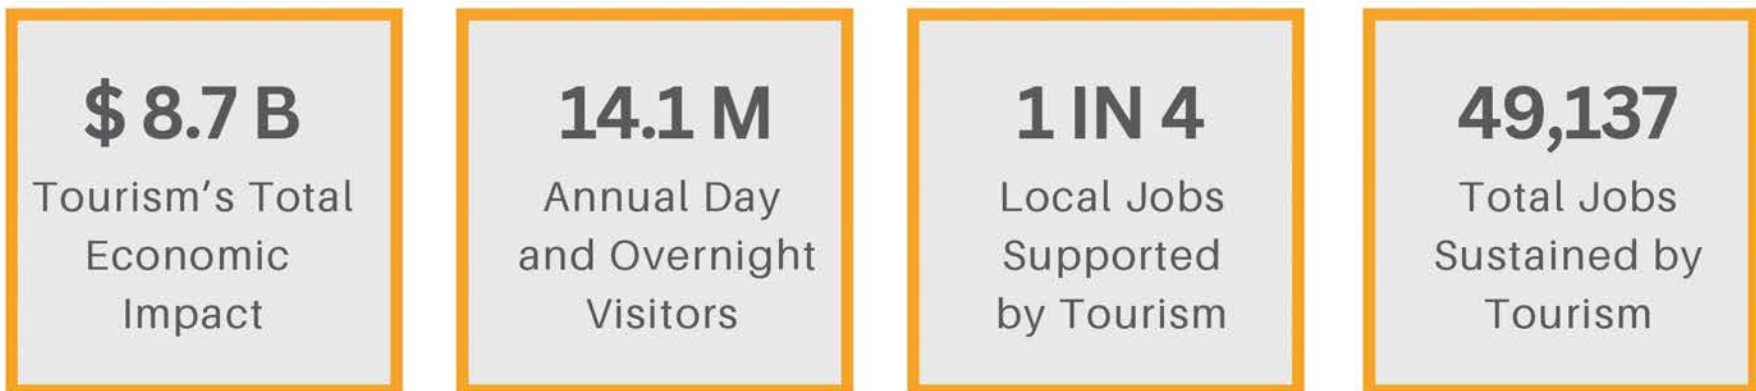 $ 8.7 B
Tourism’s Total
Economic
Impact
14.1 M
Annual Day
and Overnight
Visitors
1 IN 4
Local Jobs
Supported
by Tourism
49,137
Total Jobs
Sustained by
Tourism